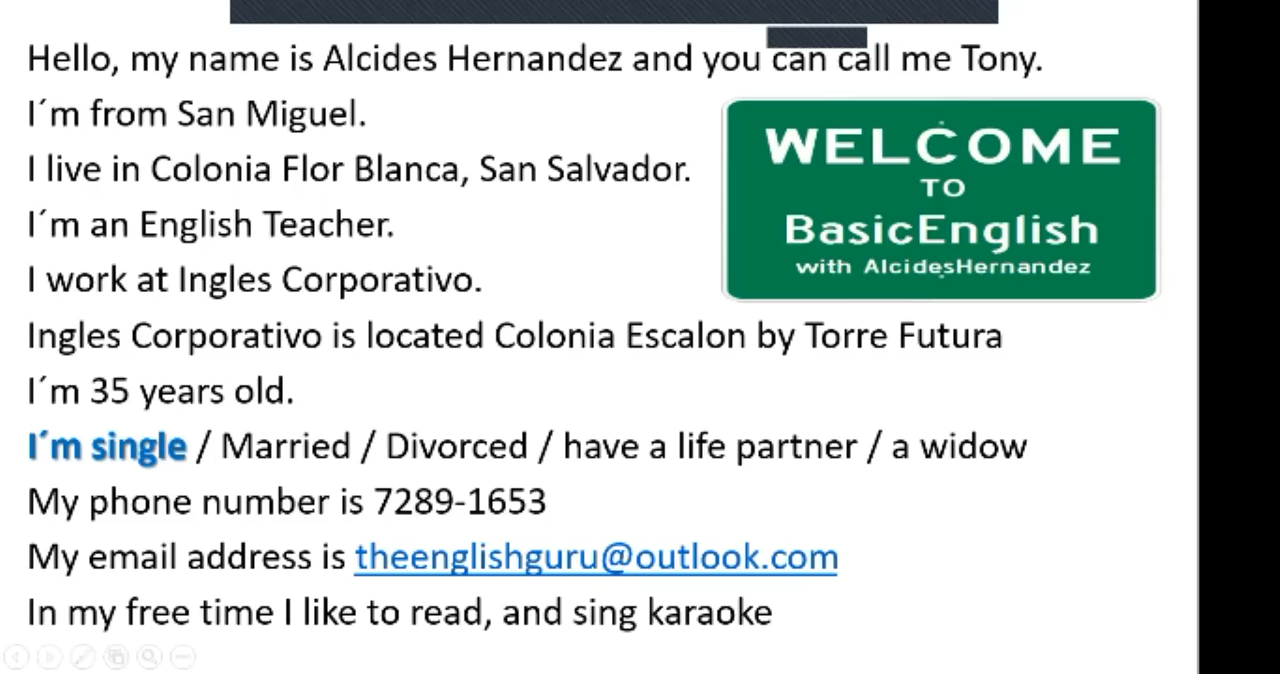 Hello, my name is Alcides Hernandez and you can call me Tony.
I´m from San Miguel.
I live in Colonia Flor Blanca, San Salvador.
I´m an English Teacher.
I work at Ingles Corporativo.
Ingles Corporativo is located Colonia Escalon by Torre Futura
I´m 35 years old.
I´m single / Married / Divorced / have a life partner / a widow
My phone number is 7289-1653
My email address is theenglishguru@outlook.com
In my free time I like to read, and sing karaoke
WELCOME
TO
BasicEnglish
with AlcidesHernandez